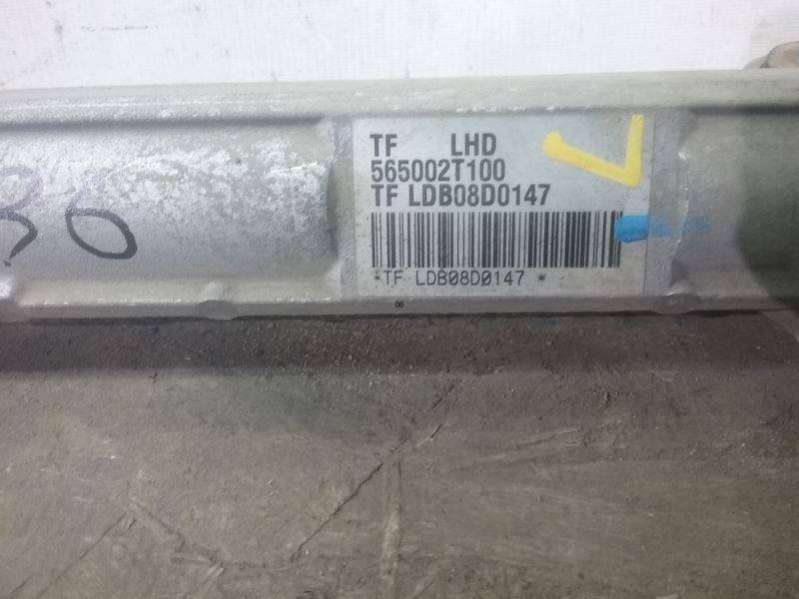 TF LHD
565002T100
TF LDB08D0147
*TF LDB08D0147 *